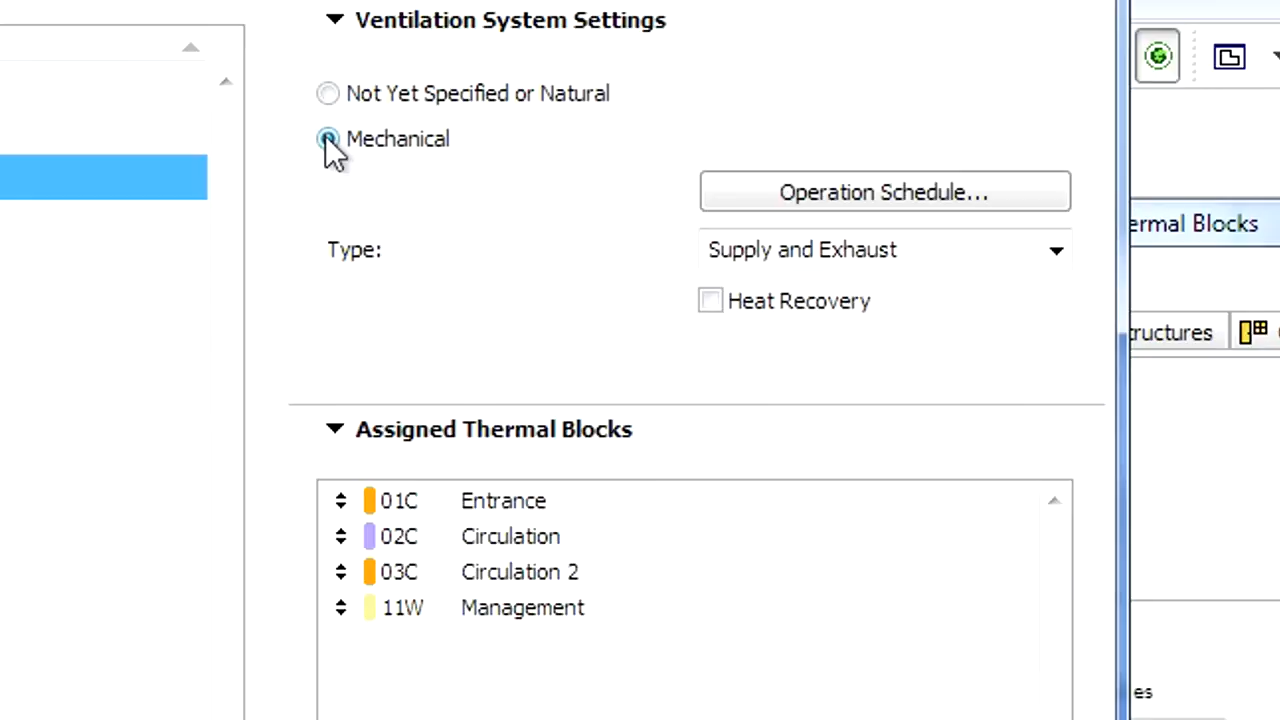 Ventilation System Settings
Not Yet Specified or Natural
Mechanical
Operation Schedule...
Type:
Supply and Exhaust
Heat Recovery
Assigned Thermal Blocks
01C Entrance
02C Circulation
03C Circulation 2
11W Management
ermal Blocks
tructures
es